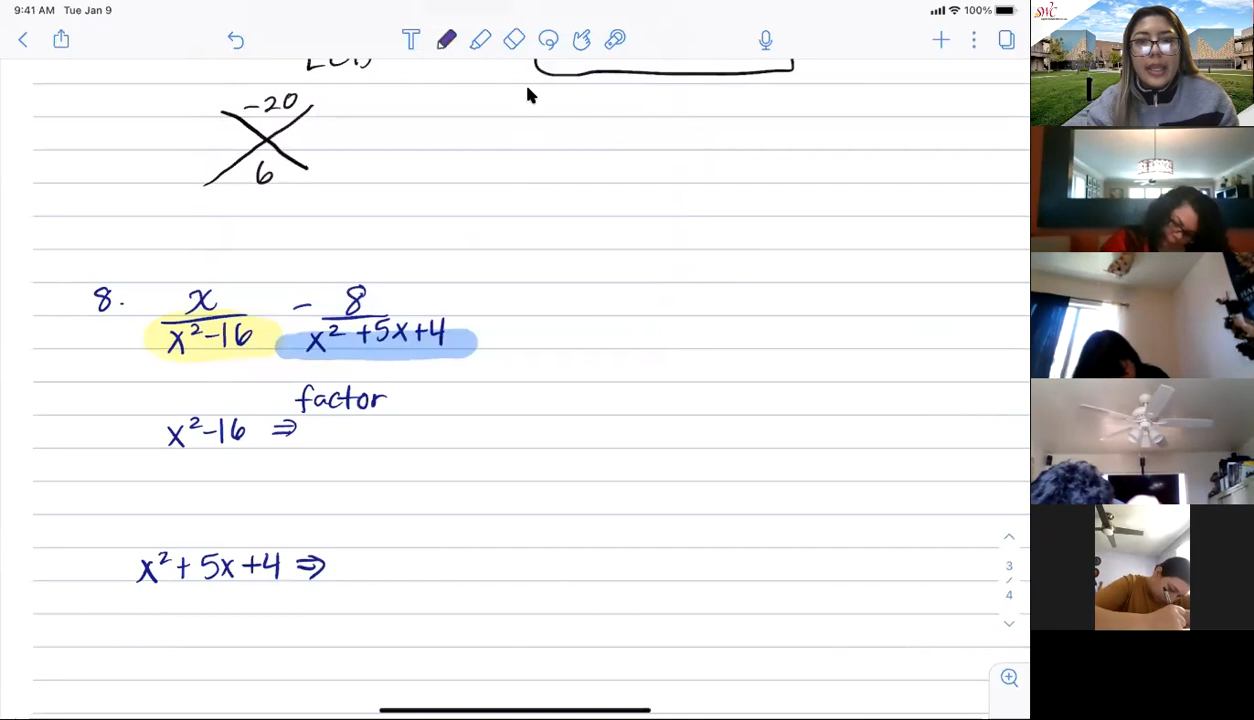 9:41 AM Tue Jan 9
100%
T
SWC
-20
6
8. x/(x²-16) - 8/(x²+5x+4)
factor
x²-16 ⇒
x²+5x+4 ⇒
3
/
4